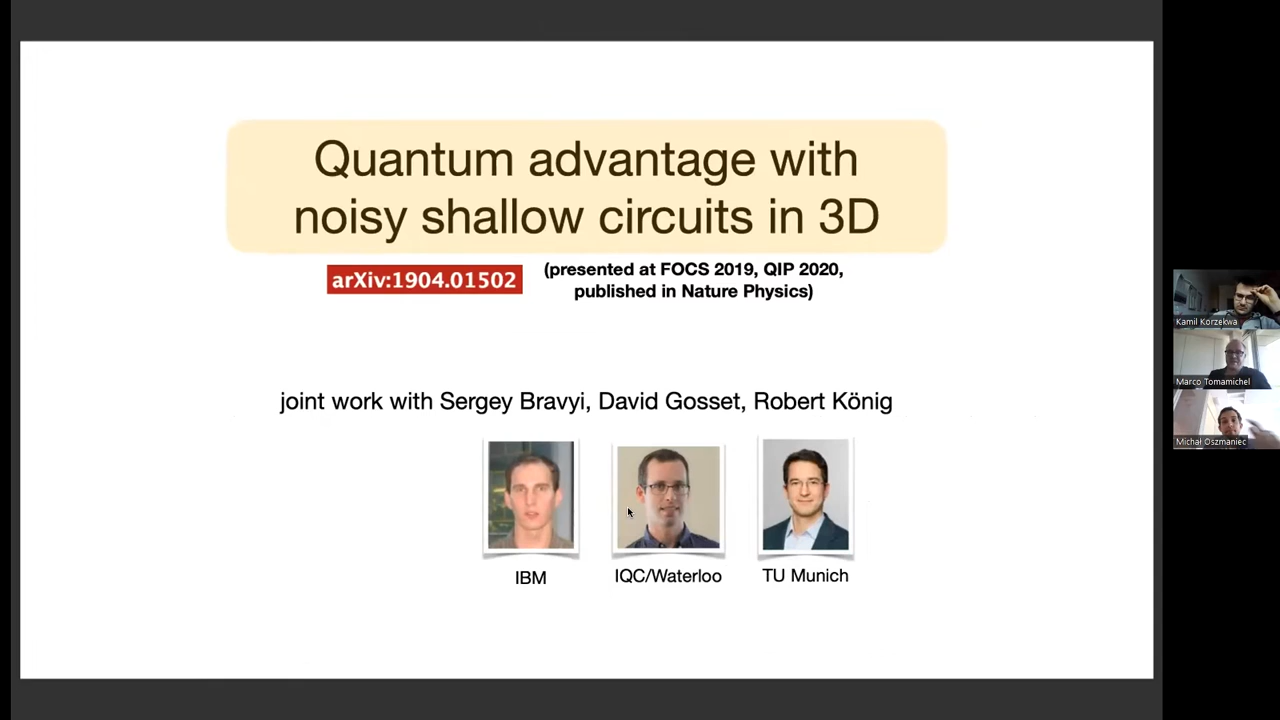 Quantum advantage with
noisy shallow circuits in 3D
arXiv:1904.01502
(presented at FOCS 2019, QIP 2020,
published in Nature Physics)
joint work with Sergey Bravyi, David Gosset, Robert König
IBM
IQC/Waterloo
TU Munich
Kamil Korzekwa
Marco Tomamichel
Michał Oszmaniec